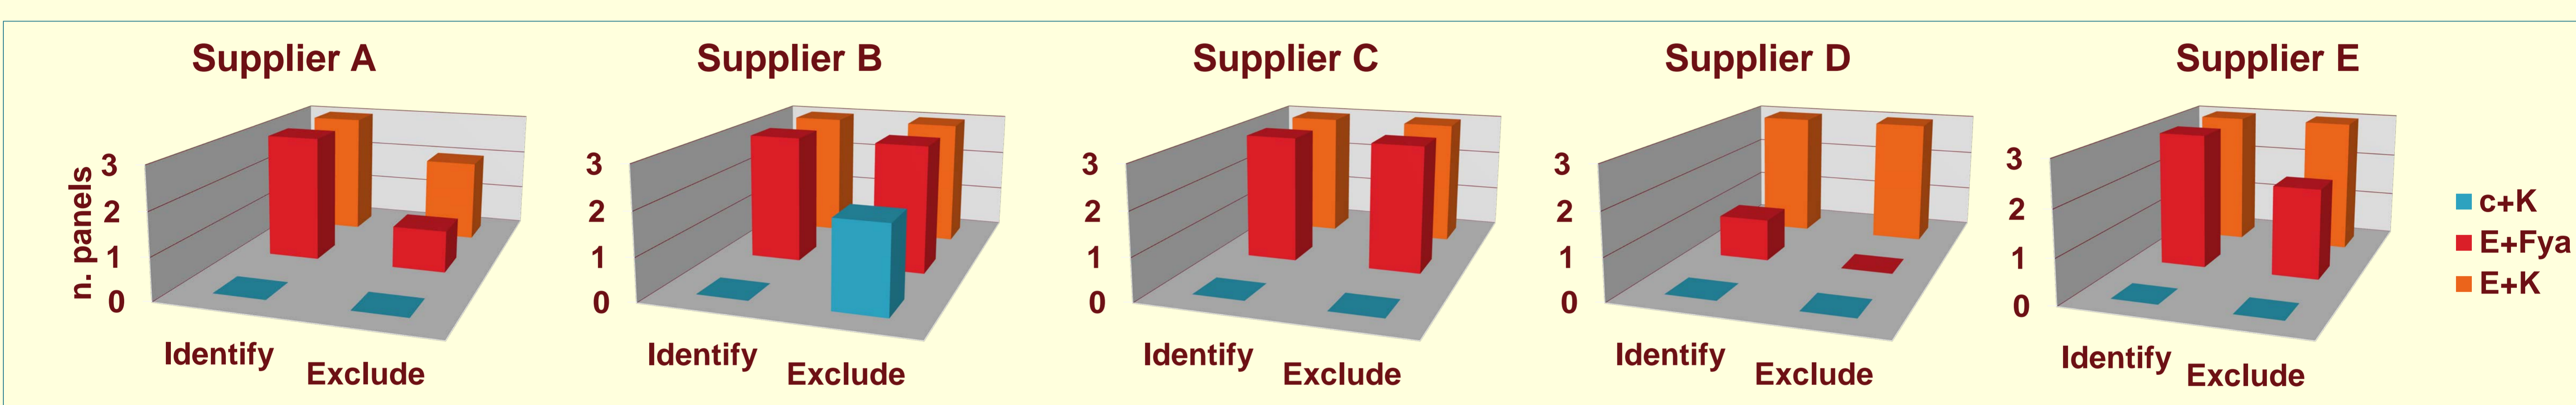 Supplier A
n. panels
3
2
1
0
Identify
Exclude
Supplier B
3
2
1
0
Identify
Exclude
Supplier C
3
2
1
0
Identify
Exclude
Supplier D
3
2
1
0
Identify
Exclude
Supplier E
3
2
1
0
Identify
Exclude
c+K
E+Fya
E+K